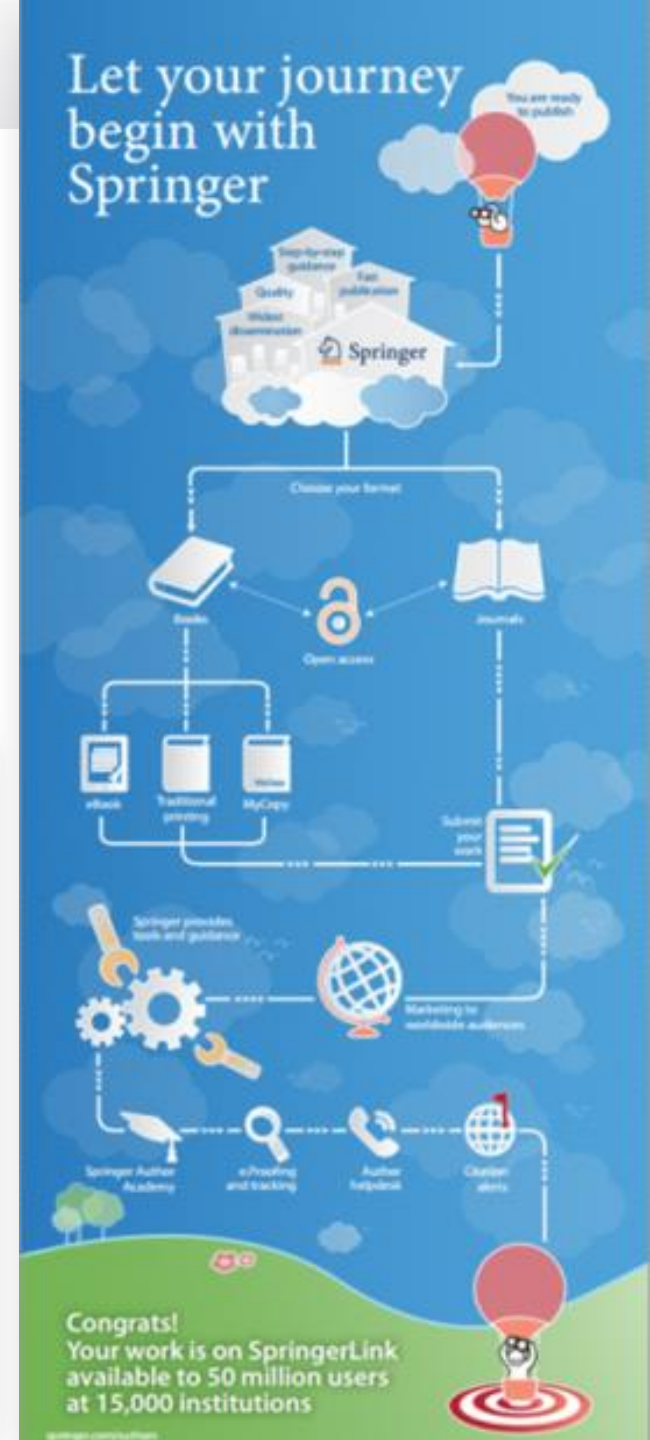 Let your journey
begin with
Springer
You are ready
to publish
Step-by-step
guidance
Quality
Fast
publication
Widest
dissemination
Springer
Choose your format
Books
Journals
Open access
eBook
Traditional
printing
MyCopy
Submit
your
work
Springer provides
tools and guidance
Marketing to
worldwide audiences
Springer Author
Academy
eProofing
and tracking
Author
helpdesk
Citation
alerts
Congrats!
Your work is on SpringerLink
available to 50 million users
at 15,000 institutions
springer.com/authors